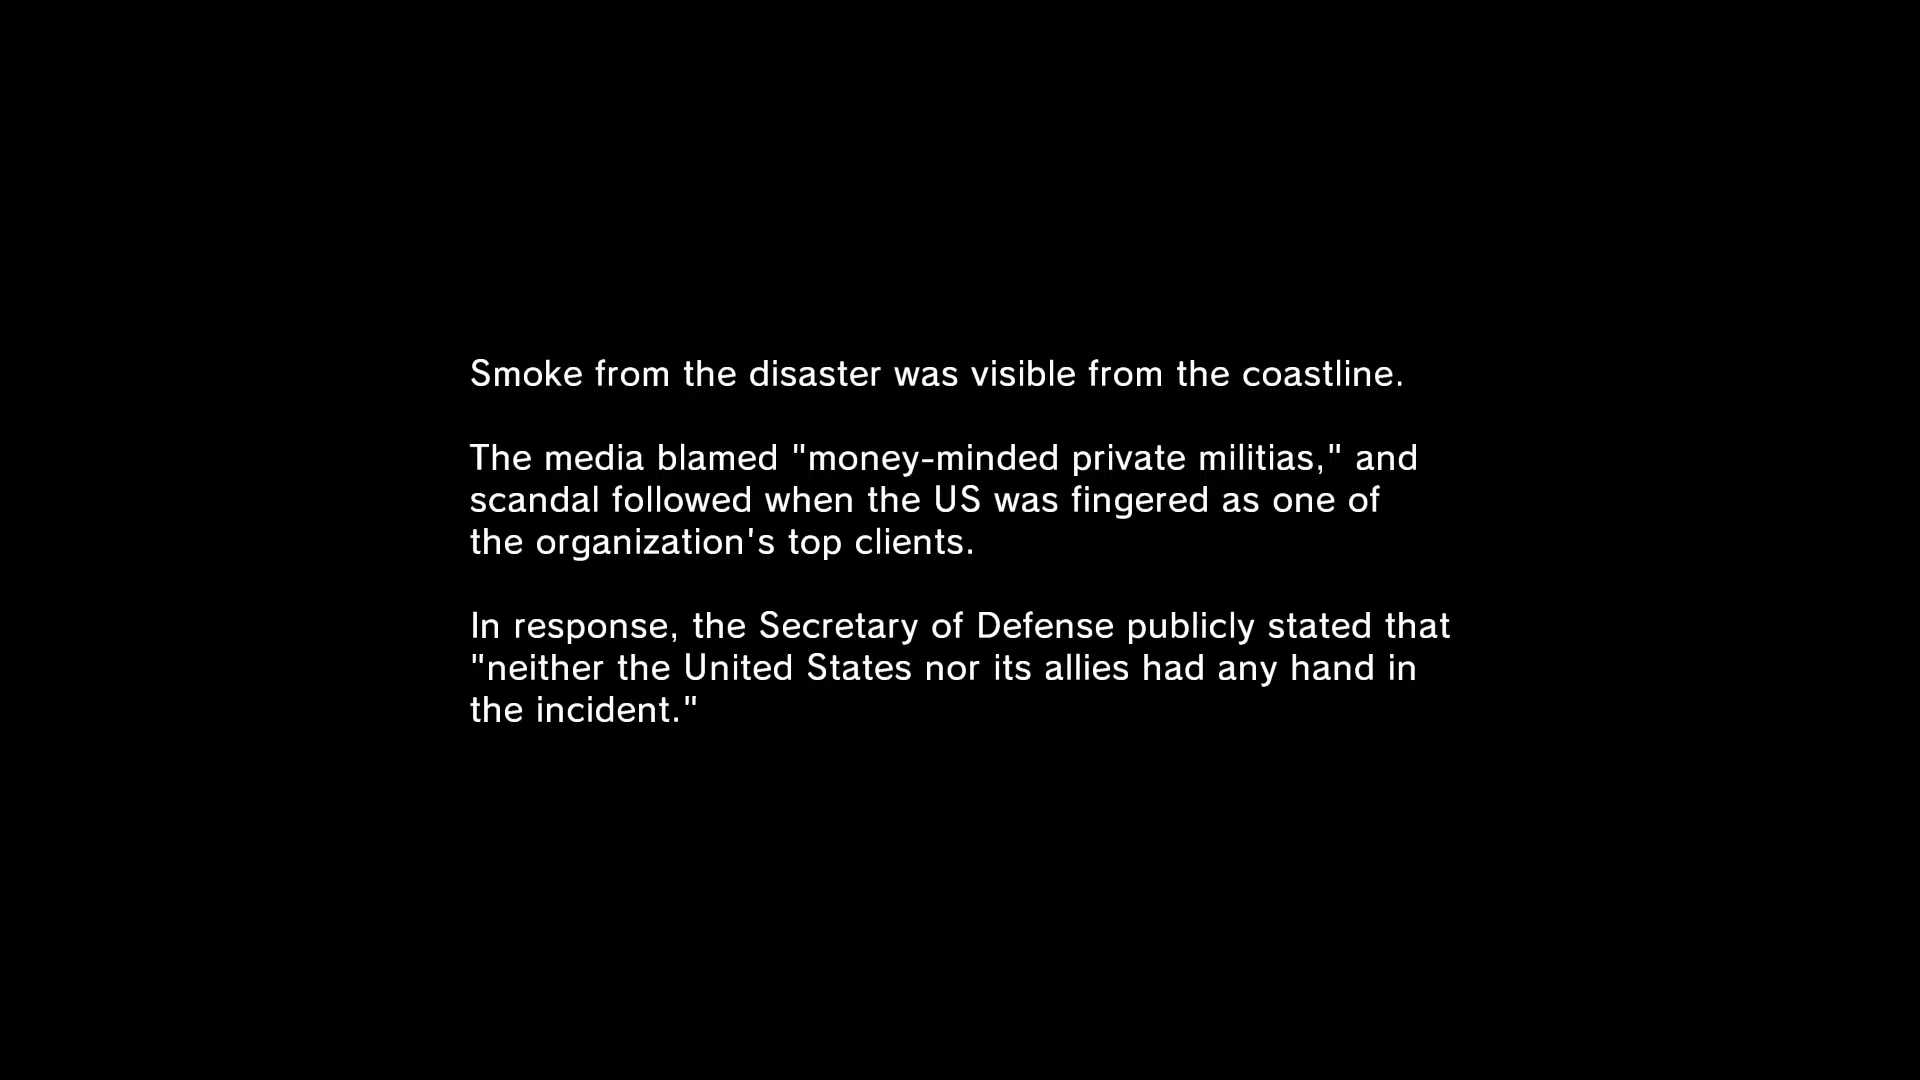 Smoke from the disaster was visible from the coastline.
The media blamed "money-minded private militias," and
scandal followed when the US was fingered as one of
the organization's top clients.
In response, the Secretary of Defense publicly stated that
"neither the United States nor its allies had any hand in
the incident."